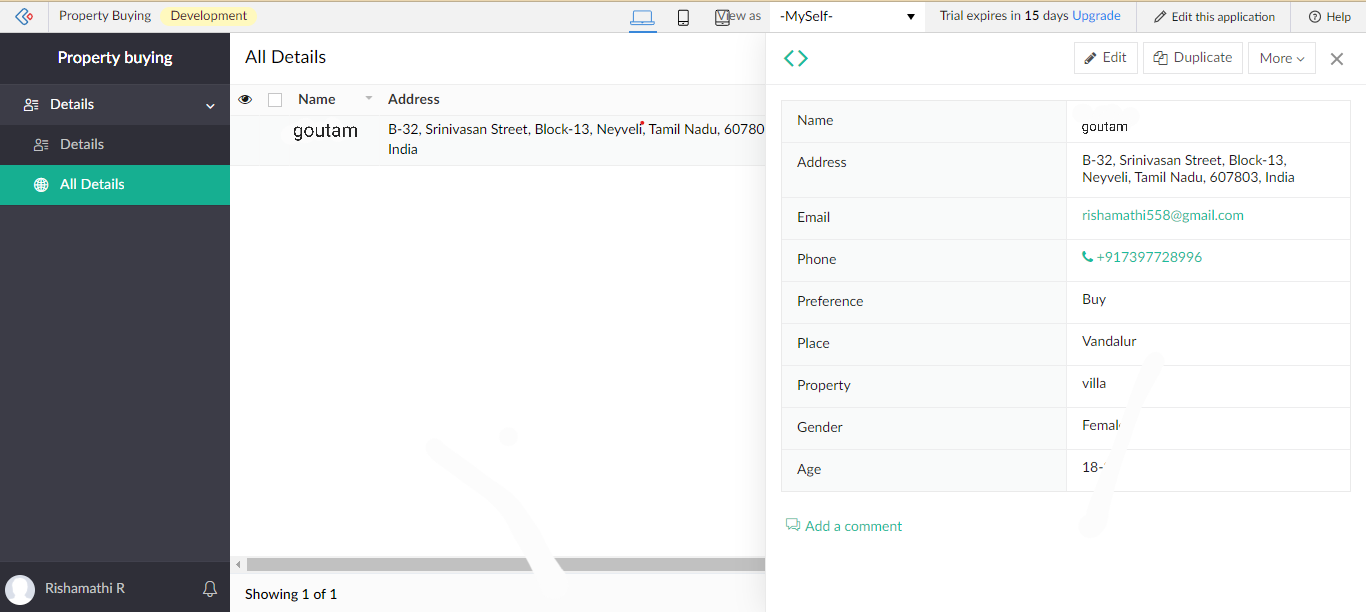 Property Buying Development View as -MySelf- Trial expires in 15 days Upgrade Edit this application Help
Property buying
Details
Details
All Details
Rishamathi R
All Details
Name Address
goutam B-32, Srinivasan Street, Block-13, Neyveli, Tamil Nadu, 60780
India
Showing 1 of 1
Edit Duplicate More
Name goutam
Address B-32, Srinivasan Street, Block-13,
Neyveli, Tamil Nadu, 607803, India
Email rishamathi558@gmail.com
Phone +917397728996
Preference Buy
Place Vandalur
Property villa
Gender Femal
Age 18-
Add a comment